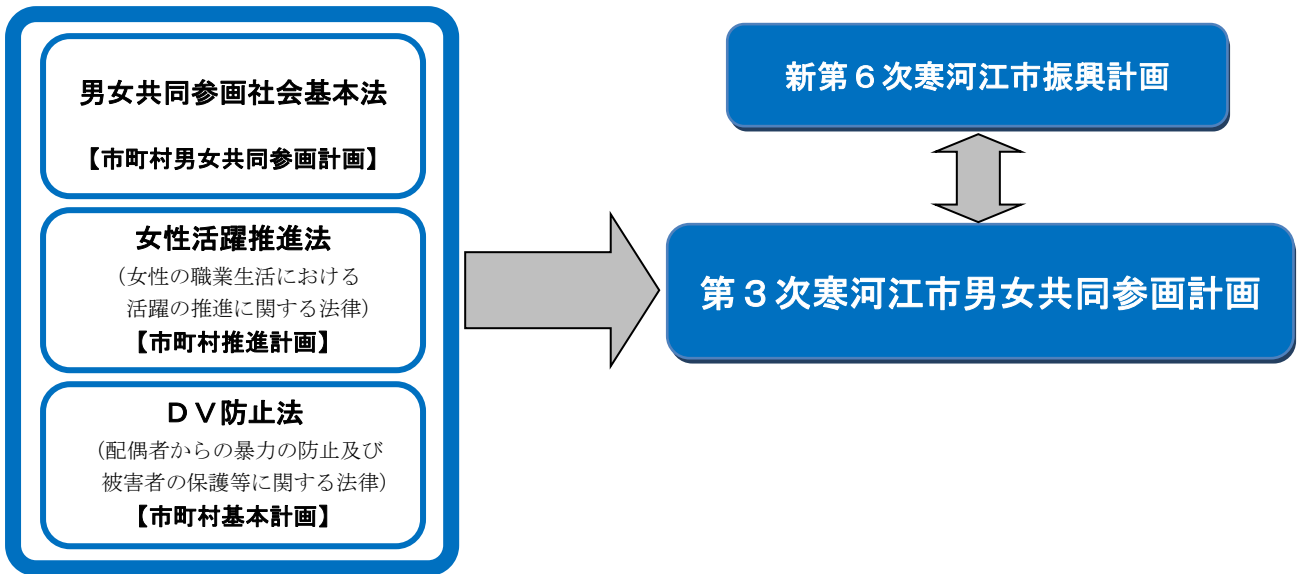 男女共同参画社会基本法
【市町村男女共同参画計画】
女性活躍推進法
（女性の職業生活における
活躍の推進に関する法律）
【市町村推進計画】
ＤＶ防止法
（配偶者からの暴力の防止及び
被害者の保護等に関する法律）
【市町村基本計画】
新第６次寒河江市振興計画
第３次寒河江市男女共同参画計画